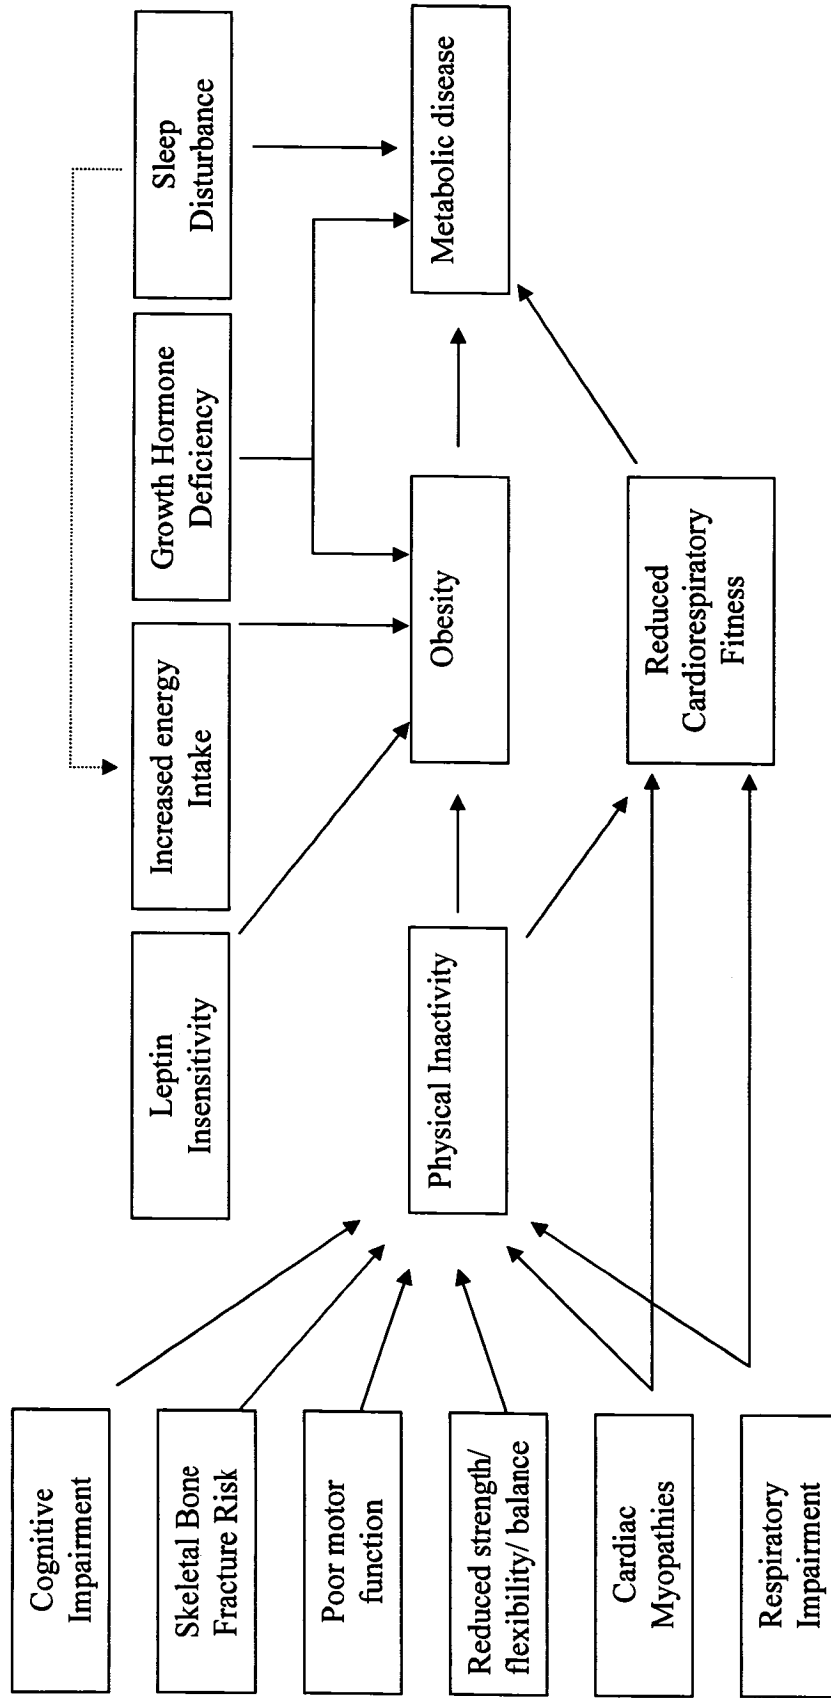 Cognitive
Impairment
Skeletal Bone
Fracture Risk
Poor motor
function
Reduced strength/
flexibility/ balance
Cardiac
Myopathies
Respiratory
Impairment
Leptin
Insensitivity
Increased energy
Intake
Growth Hormone
Deficiency
Sleep
Disturbance
Physical Inactivity
Obesity
Metabolic disease
Reduced
Cardiorespiratory
Fitness